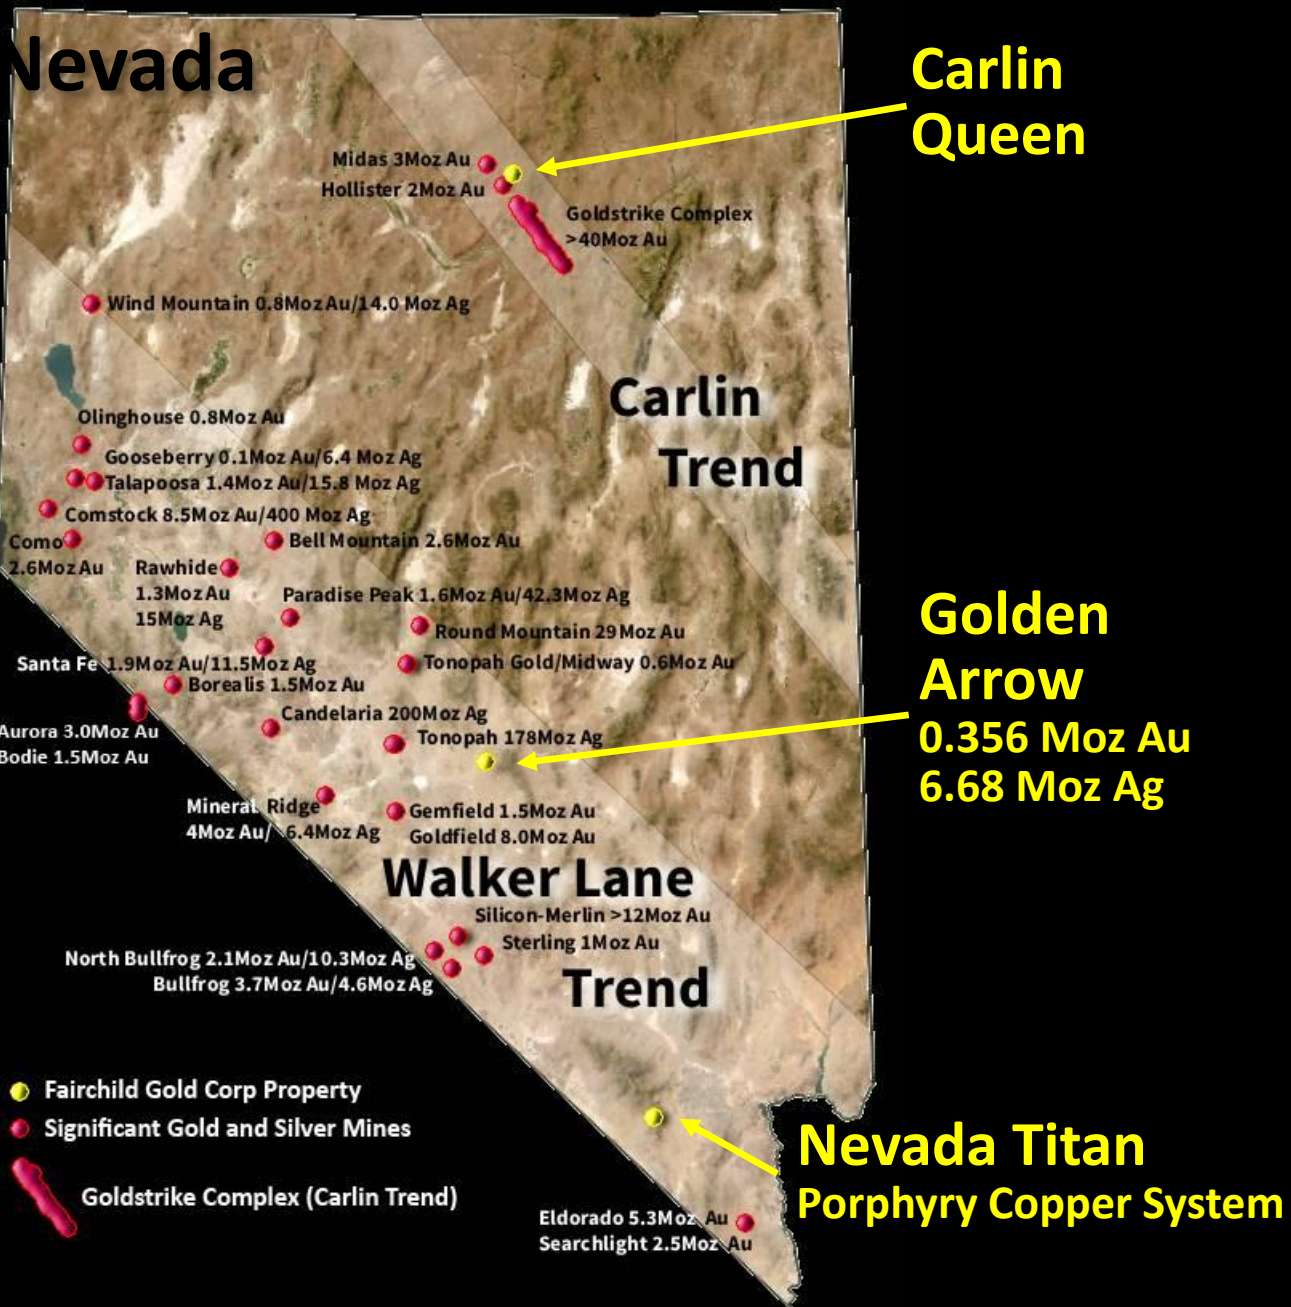 Nevada
Carlin
Queen
Midas 3Moz Au
Hollister 2Moz Au
Goldstrike Complex
>40Moz Au
Wind Mountain 0.8Moz Au/14.0 Moz Ag
Carlin
Trend
Olinghouse 0.8Moz Au
Gooseberry 0.1Moz Au/6.4 Moz Ag
Talapoosa 1.4Moz Au/15.8 Moz Ag
Comstock 8.5Moz Au/400 Moz Ag
Como
2.6Moz Au
Bell Mountain 2.6Moz Au
Rawhide
1.3Moz Au
15Moz Ag
Paradise Peak 1.6Moz Au/42.3Moz Ag
Round Mountain 29Moz Au
Santa Fe 1.9Moz Au/11.5Moz Ag
Tonopah Gold/Midway 0.6Moz Au
Borealis 1.5Moz Au
Golden
Arrow
0.356 Moz Au
6.68 Moz Ag
Candelaria 200Moz Ag
Aurora 3.0Moz Au
Bodie 1.5Moz Au
Tonopah 178Moz Ag
Mineral Ridge
4Moz Au/ 6.4Moz Ag
Gemfield 1.5Moz Au
Goldfield 8.0Moz Au
Walker Lane
Trend
Silicon-Merlin >12Moz Au
Sterling 1Moz Au
North Bullfrog 2.1Moz Au/10.3Moz Ag
Bullfrog 3.7Moz Au/4.6Moz Ag
Fairchild Gold Corp Property
Significant Gold and Silver Mines
Goldstrike Complex (Carlin Trend)
Nevada Titan
Porphyry Copper System
Eldorado 5.3Moz Au
Searchlight 2.5Moz Au